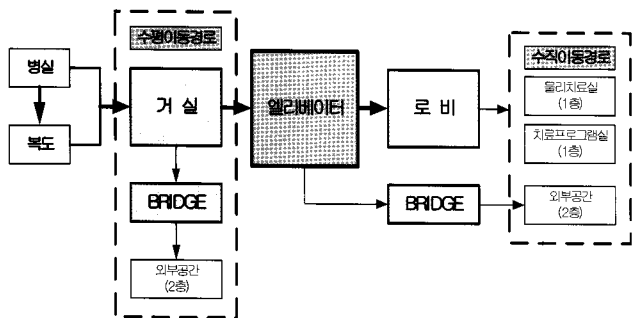 병실
복도
수평이동경로
거 실
BRIDGE
외부공간
(2층)
엘리베이터
로 비
BRIDGE
수직이동경로
물리치료실
(1층)
치료프로그램실
(1층)
외부공간
(2층)